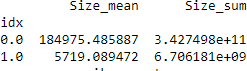 Size_mean Size_sum
idx
0.0 184975.485887 3.427498e+11
1.0 5719.089472 6.706181e+09